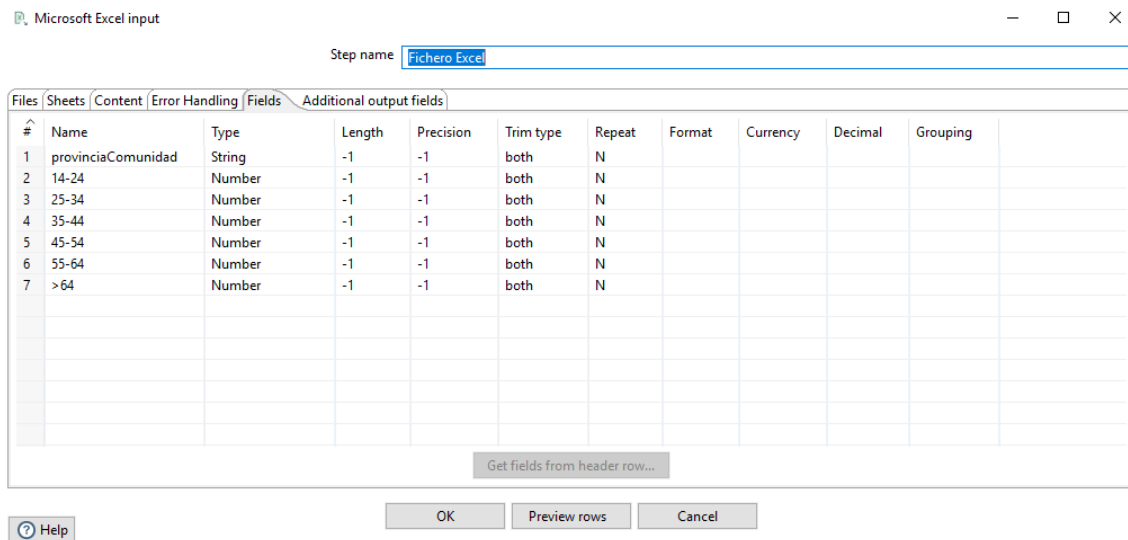 Microsoft Excel input
Step name Fichero Excel
Files Sheets Content Error Handling Fields Additional output fields
# Name Type Length Precision Trim type Repeat Format Currency Decimal Grouping
1 provinciaComunidad String -1 -1 both N
2 14-24 Number -1 -1 both N
3 25-34 Number -1 -1 both N
4 35-44 Number -1 -1 both N
5 45-54 Number -1 -1 both N
6 55-64 Number -1 -1 both N
7 >64 Number -1 -1 both N
Get fields from header row...
OK Preview rows Cancel
Help